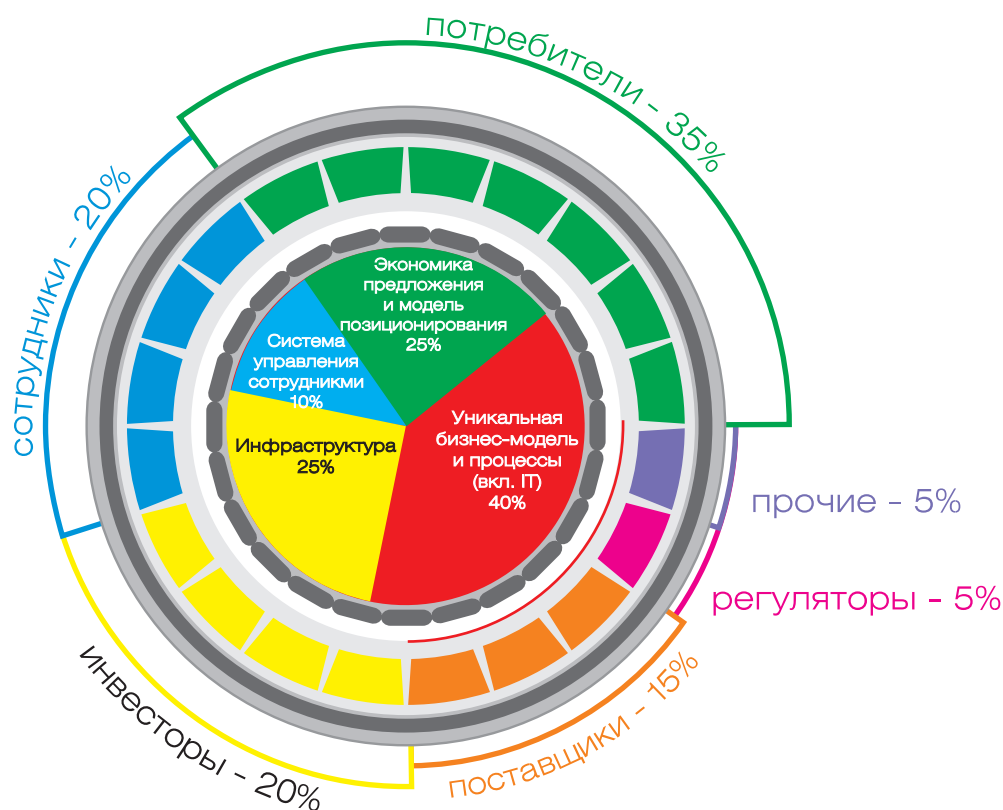 потребители - 35%
сотрудники - 20%
Экономика
предложения
и модель
позиционирования
25%
Система
управления
сотрудникми
10%
Уникальная
бизнес-модель
и процессы
(вкл. IT)
40%
Инфраструктура
25%
прочие - 5%
регуляторы - 5%
поставщики - 15%
инвесторы - 20%